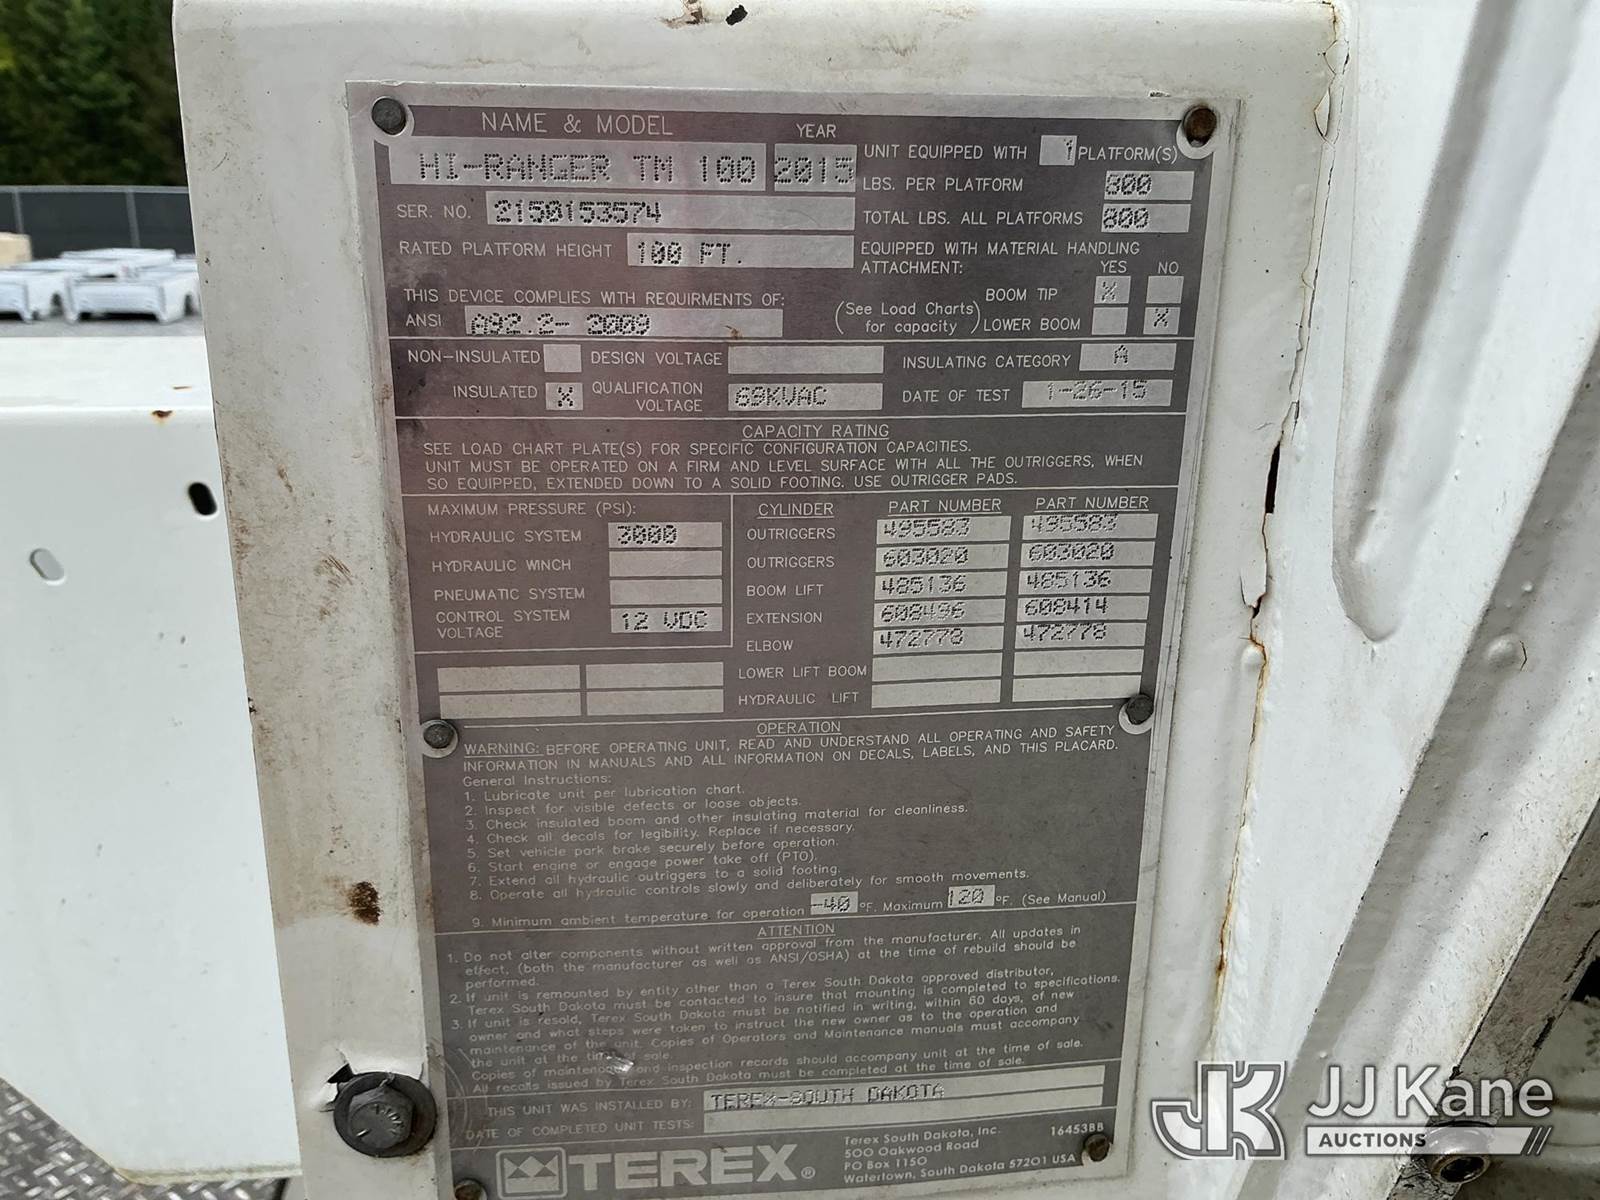 NAME & MODEL YEAR
HI-RANGER TM 100 2015
SER. NO. 2150153574
RATED PLATFORM HEIGHT 100 FT.
THIS DEVICE COMPLIES WITH REQUIRMENTS OF:
ANSI A92.2- 2009
UNIT EQUIPPED WITH 1 PLATFORM(S)
LBS. PER PLATFORM 800
TOTAL LBS. ALL PLATFORMS 800
EQUIPPED WITH MATERIAL HANDLING
ATTACHMENT: YES NO
BOOM TIP X
(See Load Charts for capacity) LOWER BOOM X
NON-INSULATED DESIGN VOLTAGE INSULATING CATEGORY A
INSULATED X QUALIFICATION VOLTAGE 69KVAC DATE OF TEST 1-26-15
CAPACITY RATING
SEE LOAD CHART PLATE(S) FOR SPECIFIC CONFIGURATION CAPACITIES.
UNIT MUST BE OPERATED ON A FIRM AND LEVEL SURFACE WITH ALL THE OUTRIGGERS, WHEN
SO EQUIPPED, EXTENDED DOWN TO A SOLID FOOTING. USE OUTRIGGER PADS.
MAXIMUM PRESSURE (PSI):
HYDRAULIC SYSTEM 3000
HYDRAULIC WINCH
PNEUMATIC SYSTEM
CONTROL SYSTEM VOLTAGE 12 VDC
CYLINDER PART NUMBER PART NUMBER
OUTRIGGERS 495583 495583
OUTRIGGERS 603020 603020
BOOM LIFT 485136 485136
EXTENSION 608496 608414
ELBOW 472778 472778
LOWER LIFT BOOM
HYDRAULIC LIFT
OPERATION
WARNING: BEFORE OPERATING UNIT, READ AND UNDERSTAND ALL OPERATING AND SAFETY
INFORMATION IN MANUALS AND ALL INFORMATION ON DECALS, LABELS, AND THIS PLACARD.
General Instructions:
1. Lubricate unit per lubrication chart.
2. Inspect for visible defects or loose objects.
3. Check insulated boom and other insulating material for cleanliness.
4. Check all decals for legibility. Replace if necessary.
5. Set vehicle park brake securely before operation.
6. Start engine or engage power take off (PTO).
7. Extend all hydraulic outriggers to a solid footing.
8. Operate all hydraulic controls slowly and deliberately for smooth movements.
9. Minimum ambient temperature for operation -40 °F. Maximum 120 °F. (See Manual)
ATTENTION
1. Do not alter components without written approval from the manufacturer. All updates in
effect, (both the manufacturer as well as ANSI/OSHA) at the time of rebuild should be
performed.
2. If unit is remounted by entity other than a Terex South Dakota approved distributor,
Terex South Dakota must be contacted to insure that mounting is completed to specifications.
3. If unit is resold, Terex South Dakota must be notified in writing, within 60 days, of new
owner and what steps were taken to instruct the new owner as to the operation and
maintenance of the unit. Copies of Operators and Maintenance manuals must accompany
the unit at the time of sale.
Copies of maintenance and inspection records should accompany unit at the time of sale.
All recalls issued by Terex South Dakota must be completed at the time of sale.
THIS UNIT WAS INSTALLED BY: TEREX-SOUTH DAKOTA
DATE OF COMPLETED UNIT TESTS:
TEREX®
Terex South Dakota, Inc. 1645388
500 Oakwood Road
PO Box 1150
Watertown, South Dakota 57201 USA
JK JJ Kane
AUCTIONS